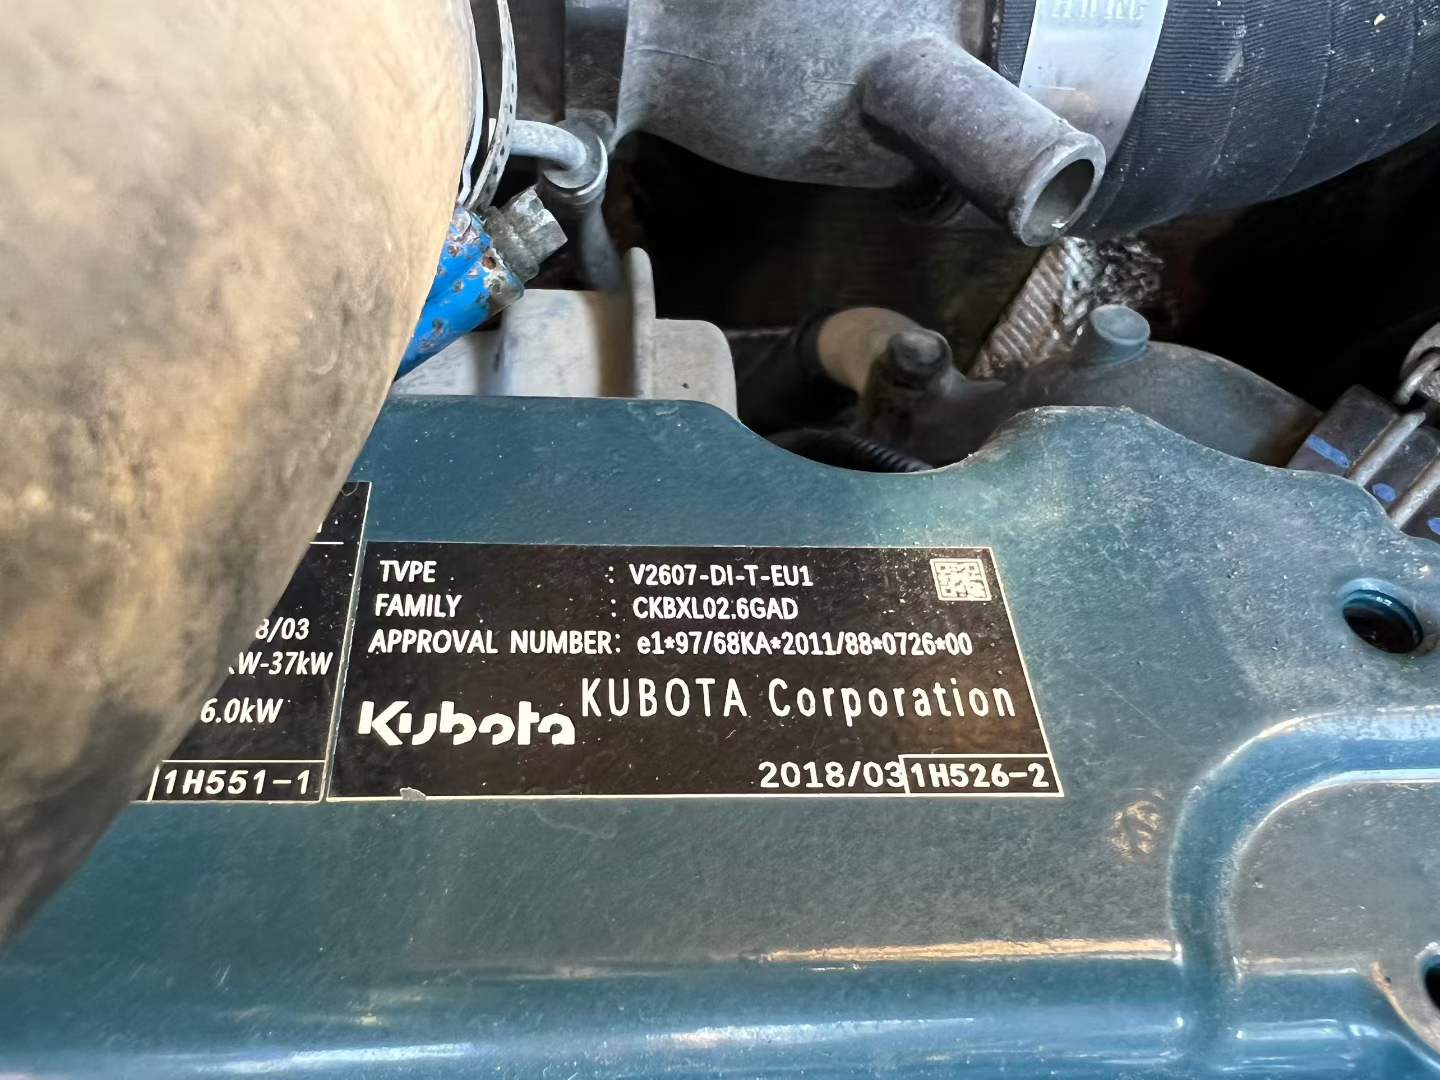 8/03
W-37kW
6.0kW
1H551-1
TYPE : V2607-DI-T-EU1
FAMILY : CKBXL02.6GAD
APPROVAL NUMBER: e1*97/68KA*2011/88*0726*00
Kubota KUBOTA Corporation
2018/03 1H526-2